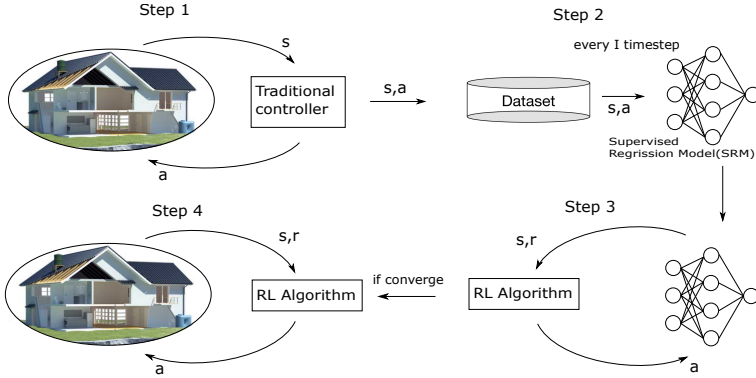 Step 1
s
Traditional
controller
a
s,a
Step 2
every I timestep
Dataset
s,a
Supervised
Regrission Model(SRM)
Step 3
s,r
RL Algorithm
a
if converge
Step 4
s,r
RL Algorithm
a